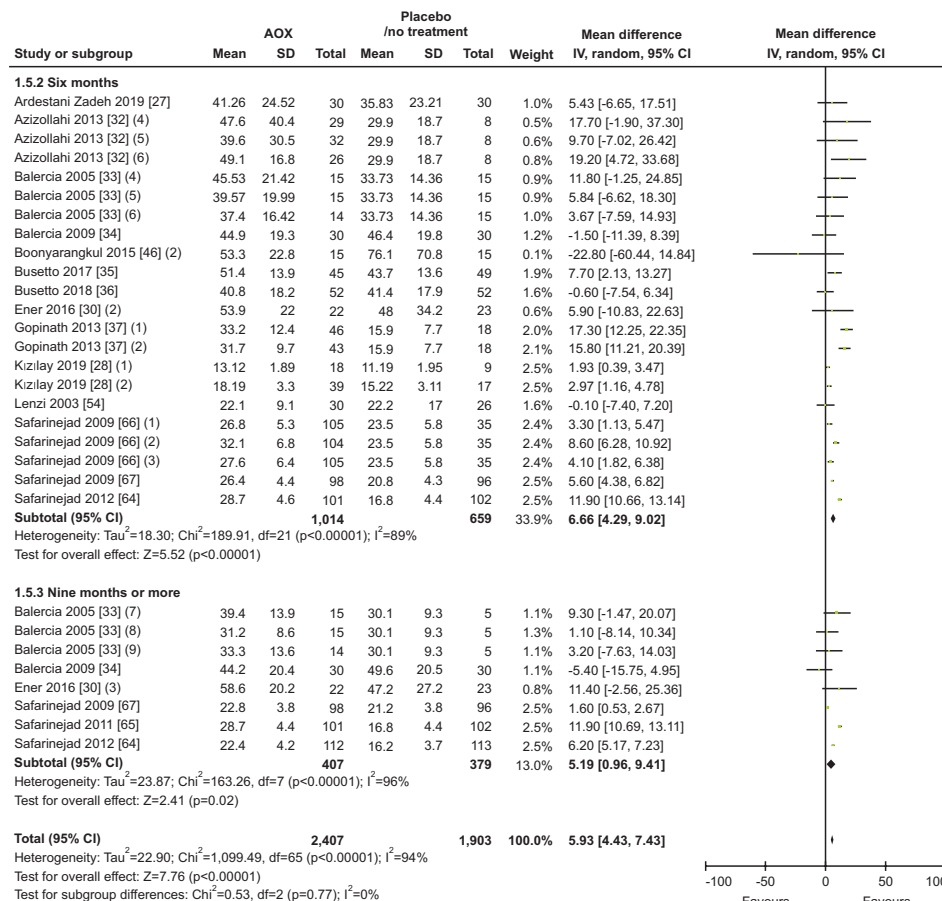 AOX Placebo /no treatment Mean difference Mean difference
Study or subgroup Mean SD Total Mean SD Total Weight IV, random, 95% CI IV, random, 95% CI
1.5.2 Six months
Ardestani Zadeh 2019 [27] 41.26 24.52 30 35.83 23.21 30 1.0% 5.43 [-6.65, 17.51]
Azizollahi 2013 [32] (4) 47.6 40.4 29 29.9 18.7 8 0.5% 17.70 [-1.90, 37.30]
Azizollahi 2013 [32] (5) 39.6 30.5 32 29.9 18.7 8 0.6% 9.70 [-7.02, 26.42]
Azizollahi 2013 [32] (6) 49.1 16.8 26 29.9 18.7 8 0.8% 19.20 [4.72, 33.68]
Balercia 2005 [33] (4) 45.53 21.42 15 33.73 14.36 15 0.9% 11.80 [-1.25, 24.85]
Balercia 2005 [33] (5) 39.57 19.99 15 33.73 14.36 15 0.9% 5.84 [-6.62, 18.30]
Balercia 2005 [33] (6) 37.4 16.42 14 33.73 14.36 15 0.9% 3.67 [-7.59, 14.93]
Balercia 2009 [34] 44.9 19.3 30 46.4 19.8 30 1.2% -1.50 [-11.39, 8.39]
Boonyarangkul 2015 [46] (2) 53.3 22.8 15 76.1 70.8 15 0.1% -22.80 [-60.44, 14.84]
Busetto 2017 [35] 51.4 13.9 45 43.7 13.6 49 1.9% 7.70 [2.13, 13.27]
Busetto 2018 [36] 40.8 18.2 52 41.4 17.9 52 1.6% -0.60 [-7.54, 6.34]
Ener 2016 [30] (2) 53.9 22 22 48 34.2 23 0.6% 5.90 [-10.83, 22.63]
Gopinath 2013 [37] (1) 33.2 12.4 46 15.9 7.7 18 2.0% 17.30 [12.25, 22.35]
Gopinath 2013 [37] (2) 31.7 9.7 43 15.9 7.7 18 2.1% 15.80 [11.21, 20.39]
Kızılay 2019 [28] (1) 13.12 1.89 18 11.19 1.95 9 2.5% 1.93 [0.39, 3.47]
Kızılay 2019 [28] (2) 18.19 3.3 39 15.22 3.11 17 2.5% 2.97 [1.16, 4.78]
Lenzi 2003 [54] 22.1 9.1 30 22.2 17 26 1.6% -0.10 [-7.40, 7.20]
Safarinejad 2009 [66] (1) 26.8 5.3 105 23.5 5.8 35 2.4% 3.30 [1.13, 5.47]
Safarinejad 2009 [66] (2) 32.1 6.8 104 23.5 5.8 35 2.4% 8.60 [6.28, 10.92]
Safarinejad 2009 [66] (3) 27.6 6.4 105 23.5 5.8 35 2.4% 4.10 [1.82, 6.38]
Safarinejad 2009 [67] 26.4 4.4 98 20.8 4.3 96 2.5% 5.60 [4.38, 6.82]
Safarinejad 2012 [64] 28.7 4.6 101 16.8 4.4 102 2.5% 11.90 [10.66, 13.14]
Subtotal (95% CI) 1,014 659 33.9% 6.66 [4.29, 9.02]
Heterogeneity: Tau²=18.30; Chi²=189.91, df=21 (p<0.00001); I²=89%
Test for overall effect: Z=5.52 (p<0.00001)
1.5.3 Nine months or more
Balercia 2005 [33] (7) 39.4 13.9 15 30.1 9.3 5 1.1% 9.30 [-1.47, 20.07]
Balercia 2005 [33] (8) 31.2 8.6 15 30.1 9.3 5 1.3% 1.10 [-8.14, 10.34]
Balercia 2005 [33] (9) 33.3 13.6 14 30.1 9.3 5 1.1% 3.20 [-7.63, 14.03]
Balercia 2009 [34] 44.2 20.4 30 49.6 20.5 30 1.1% -5.40 [-15.75, 4.95]
Ener 2016 [30] (3) 58.6 20.2 22 47.2 27.2 23 0.8% 11.40 [-2.56, 25.36]
Safarinejad 2009 [67] 22.8 3.8 98 21.2 3.8 96 2.5% 1.60 [0.53, 2.67]
Safarinejad 2011 [65] 28.7 4.4 101 16.8 4.4 102 2.5% 11.90 [10.69, 13.11]
Safarinejad 2012 [64] 22.4 4.2 112 16.2 3.7 113 2.5% 6.20 [5.17, 7.23]
Subtotal (95% CI) 407 379 13.0% 5.19 [0.96, 9.41]
Heterogeneity: Tau²=23.87; Chi²=163.26, df=7 (p<0.00001); I²=96%
Test for overall effect: Z=2.41 (p=0.02)
Total (95% CI) 2,407 1,903 100.0% 5.93 [4.43, 7.43]
Heterogeneity: Tau²=22.90; Chi²=1,099.49, df=65 (p<0.00001); I²=94%
Test for overall effect: Z=7.76 (p<0.00001)
Test for subgroup differences: Chi²=0.53, df=2 (p=0.77); I²=0%
-100 -50 0 50 100